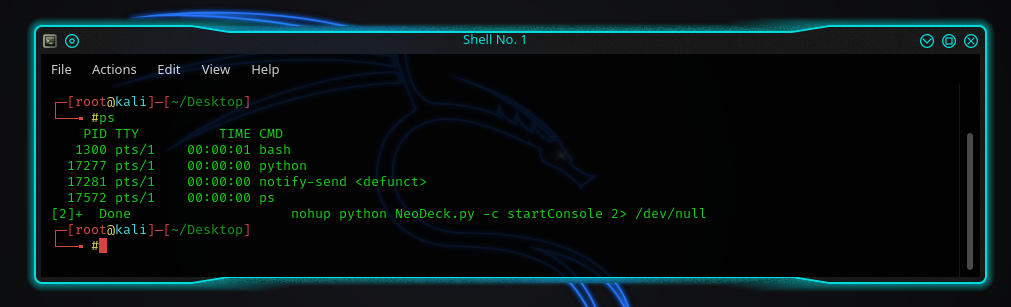 Shell No. 1
File Actions Edit View Help
┌─[root@kali]─[~/Desktop]
└──╼ #ps
    PID TTY          TIME CMD
   1300 pts/1    00:00:01 bash
  17277 pts/1    00:00:00 python
  17281 pts/1    00:00:00 notify-send <defunct>
  17572 pts/1    00:00:00 ps
[2]+  Done                    nohup python NeoDeck.py -c startConsole 2> /dev/null
┌─[root@kali]─[~/Desktop]
└──╼ #